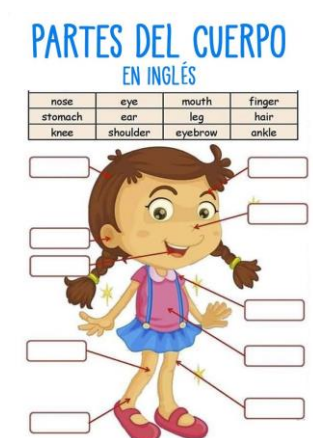 PARTES DEL CUERPO
EN INGLÉS
nose eye mouth finger
stomach ear leg hair
knee shoulder eyebrow ankle